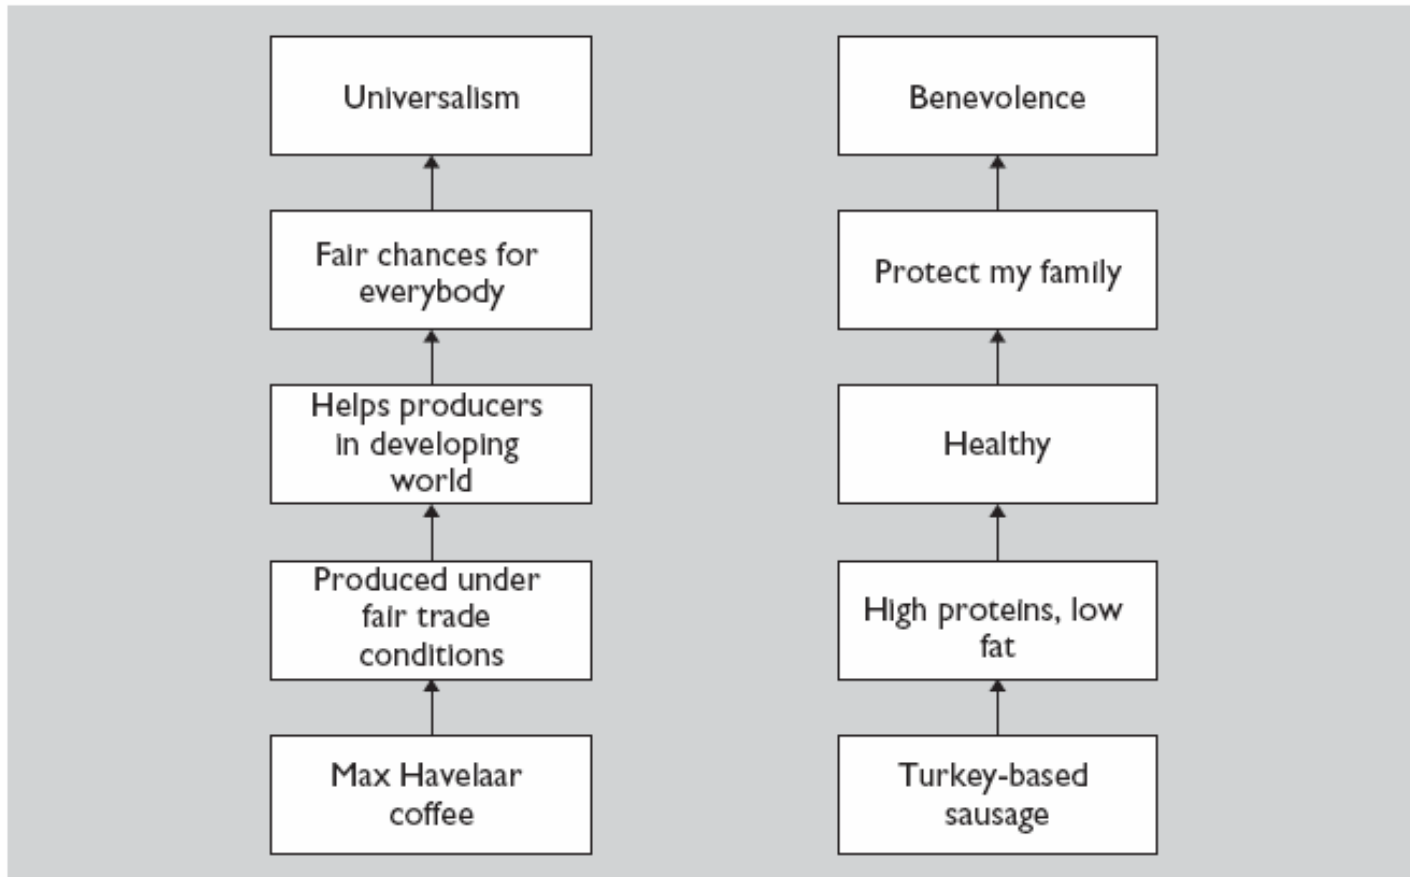 Universalism
Fair chances for
everybody
Helps producers
in developing
world
Produced under
fair trade
conditions
Max Havelaar
coffee
Benevolence
Protect my family
Healthy
High proteins, low
fat
Turkey-based
sausage